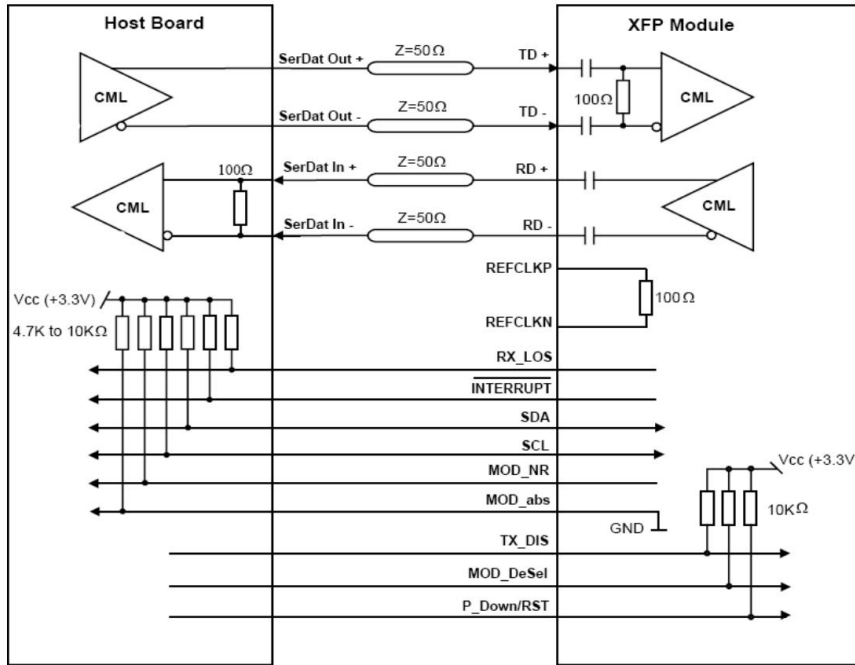 Host Board
XFP Module
SerDat Out +
Z=50Ω
TD +
CML
100Ω
CML
SerDat Out -
Z=50Ω
TD -
100Ω
SerDat In +
Z=50Ω
RD +
CML
CML
SerDat In -
Z=50Ω
RD -
REFCLKP
100Ω
REFCLKN
Vcc (+3.3V)
4.7K to 10KΩ
RX_LOS
INTERRUPT
SDA
SCL
Vcc (+3.3V
MOD_NR
MOD_abs
10KΩ
GND
TX_DIS
MOD_DeSel
P_Down/RST